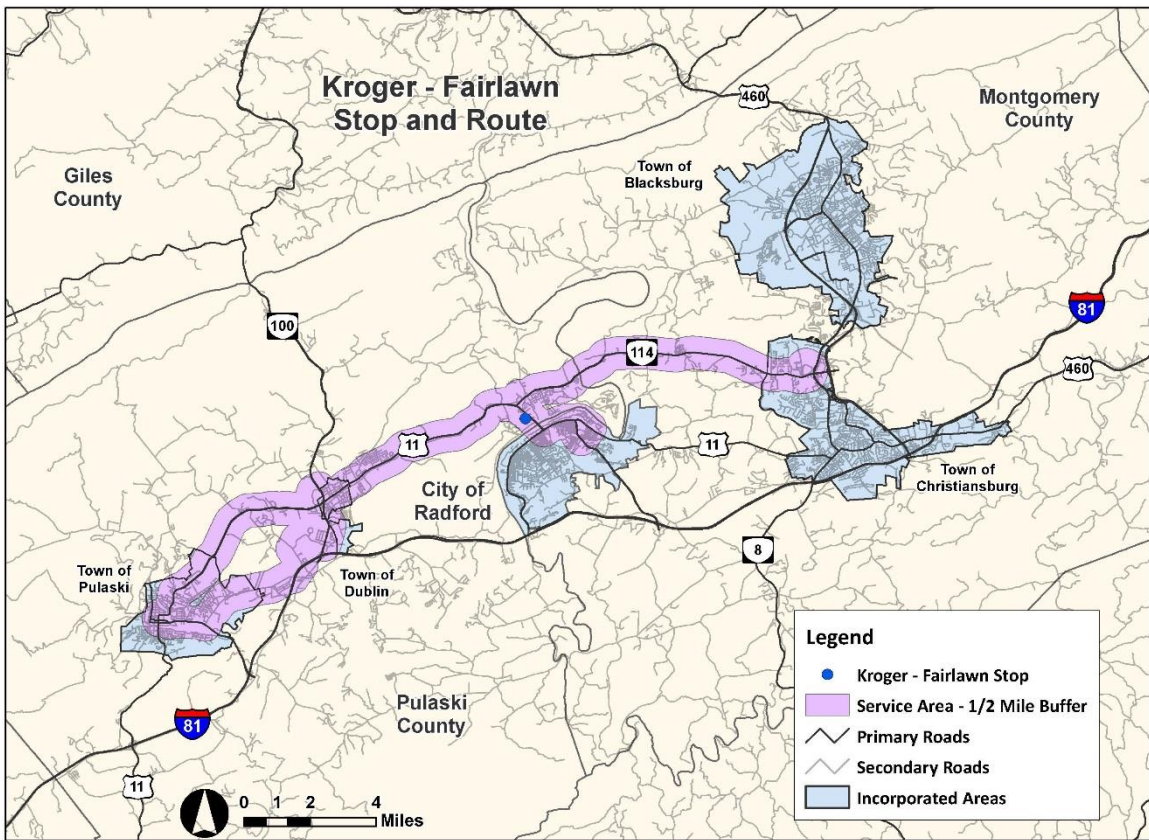 Kroger - Fairlawn
Stop and Route
460
Montgomery
County
Giles
County
Town of
Blacksburg
81
100
114
460
11
11
City of
Radford
Town of
Christiansburg
8
Town of
Pulaski
Town of
Dublin
Pulaski
County
81
11
0 1 2 4
Miles
Legend
Kroger - Fairlawn Stop
Service Area - 1/2 Mile Buffer
Primary Roads
Secondary Roads
Incorporated Areas